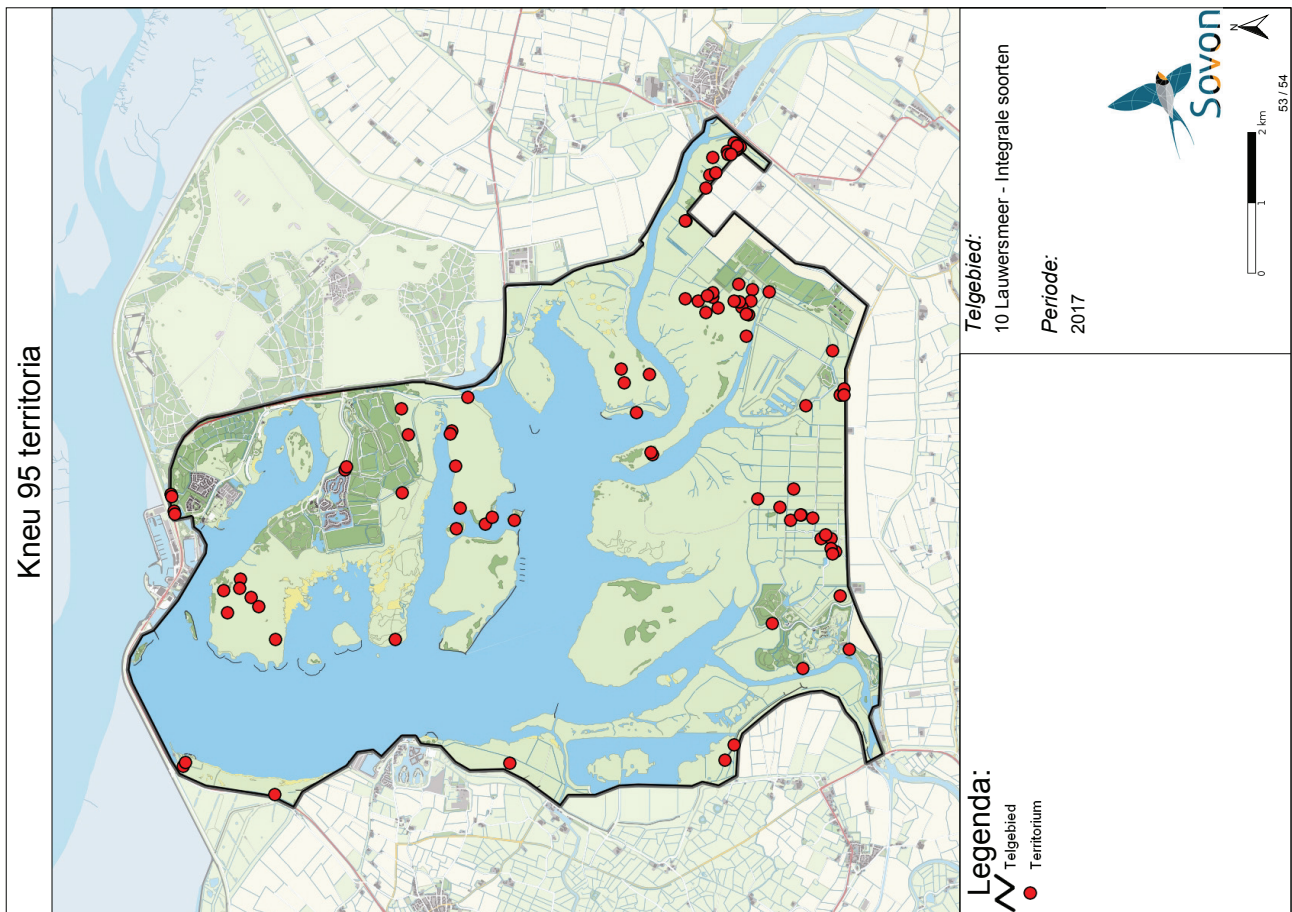 Kneu 95 territoria
Legenda:
Telgebied
Territorium
Telgebied:
10 Lauwersmeer - Integrale soorten
Periode:
2017
Sovon
N
0 1 2 km
53 / 54